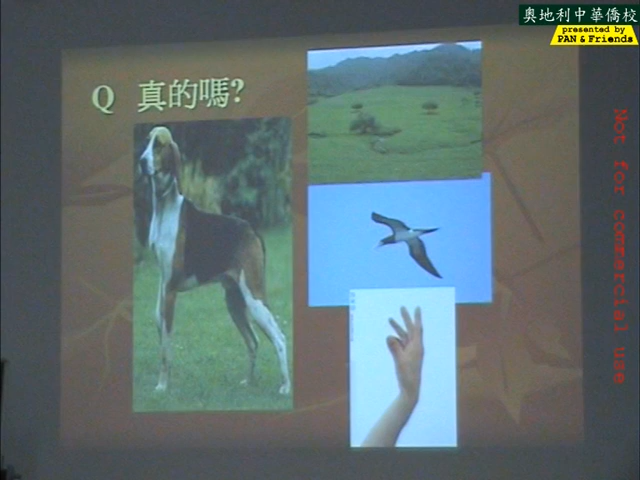 奧地利中華僑校
presented by
PAN & Friends
Q 真的嗎?
Not for commercial use